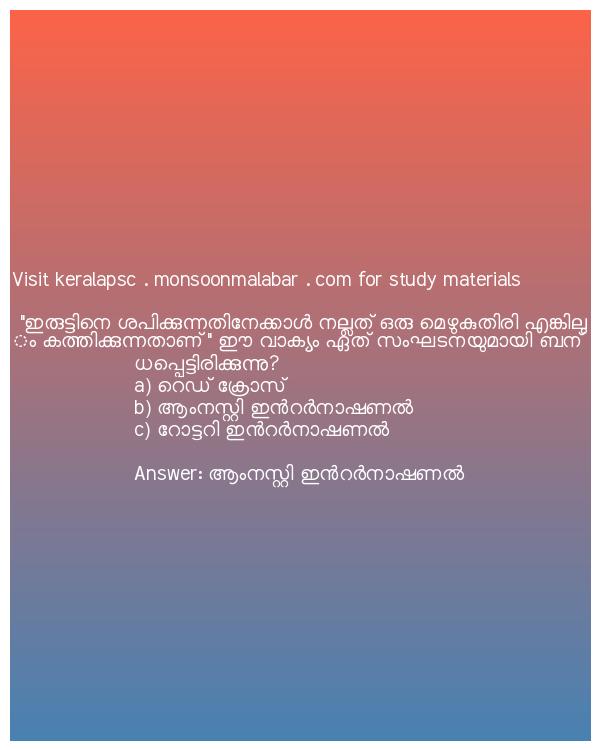 Visit keralapsc . monsoonmalabar . com for study materials
"ഇരുട്ടിനെ ശപിക്കുന്നതിനേക്കാൾ നല്ലത് ഒരു മെഴുകുതിരി എങ്കിലു
ം കത്തിക്കുന്നതാണ് " ഈ വാക്യം ഏത് സംഘടനയുമായി ബന്
ധപ്പെട്ടിരിക്കുന്നു?
a) റെഡ് ക്രോസ്
b) ആംനസ്റ്റി ഇൻറർനാഷണൽ
c) റോട്ടറി ഇൻറർനാഷണൽ
Answer: ആംനസ്റ്റി ഇൻറർനാഷണൽ